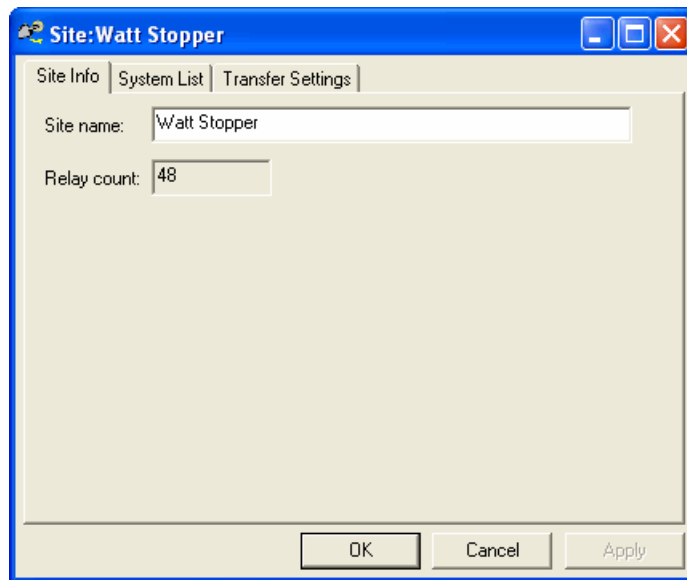 Site:Watt Stopper
Site Info System List Transfer Settings
Site name: Watt Stopper
Relay count: 48
OK Cancel Apply